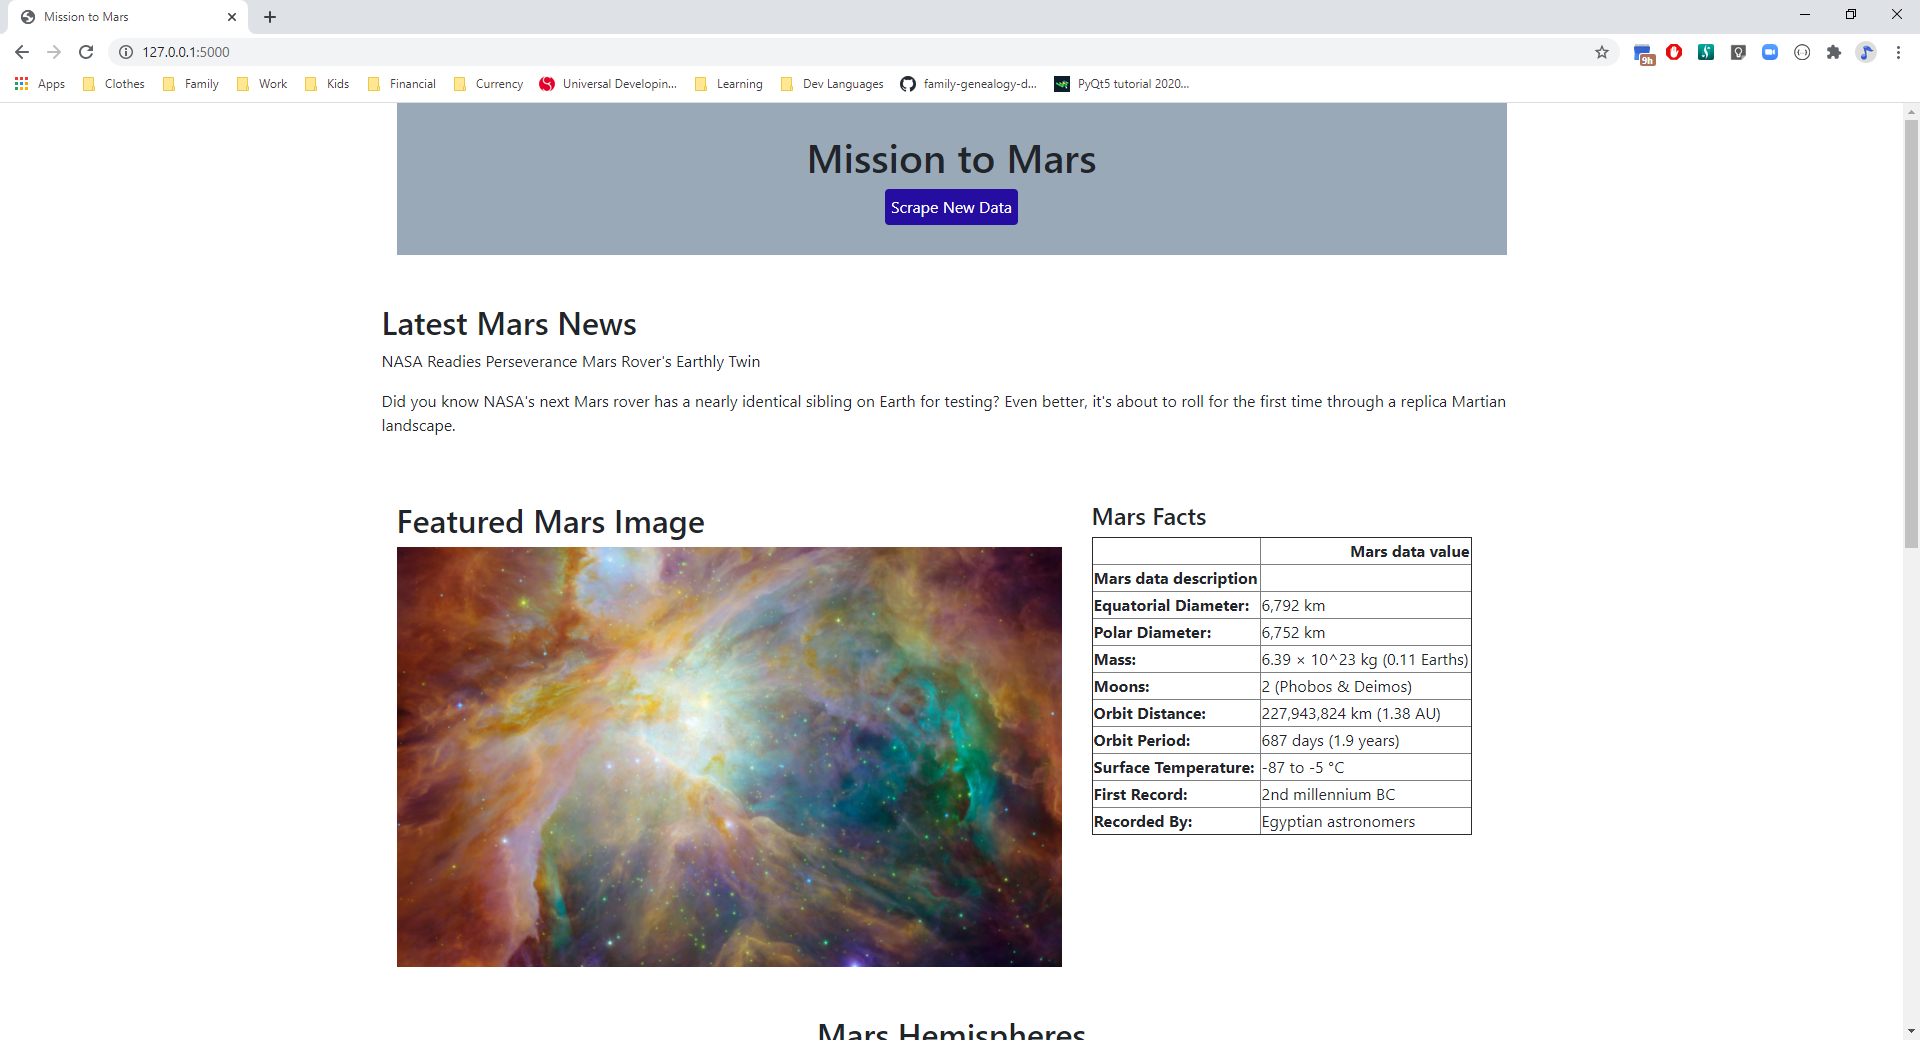 Mission to Mars
127.0.0.1:5000
9h
Apps Clothes Family Work Kids Financial Currency Universal Developin... Learning Dev Languages family-genealogy-d... PyQt5 tutorial 2020...
Mission to Mars
Scrape New Data
Latest Mars News
NASA Readies Perseverance Mars Rover's Earthly Twin
Did you know NASA's next Mars rover has a nearly identical sibling on Earth for testing? Even better, it's about to roll for the first time through a replica Martian
landscape.
Featured Mars Image
Mars Facts
Mars data value
Mars data description
Equatorial Diameter: 6,792 km
Polar Diameter: 6,752 km
Mass: 6.39 × 10^23 kg (0.11 Earths)
Moons: 2 (Phobos & Deimos)
Orbit Distance: 227,943,824 km (1.38 AU)
Orbit Period: 687 days (1.9 years)
Surface Temperature: -87 to -5 °C
First Record: 2nd millennium BC
Recorded By: Egyptian astronomers
Mars Hemispheres